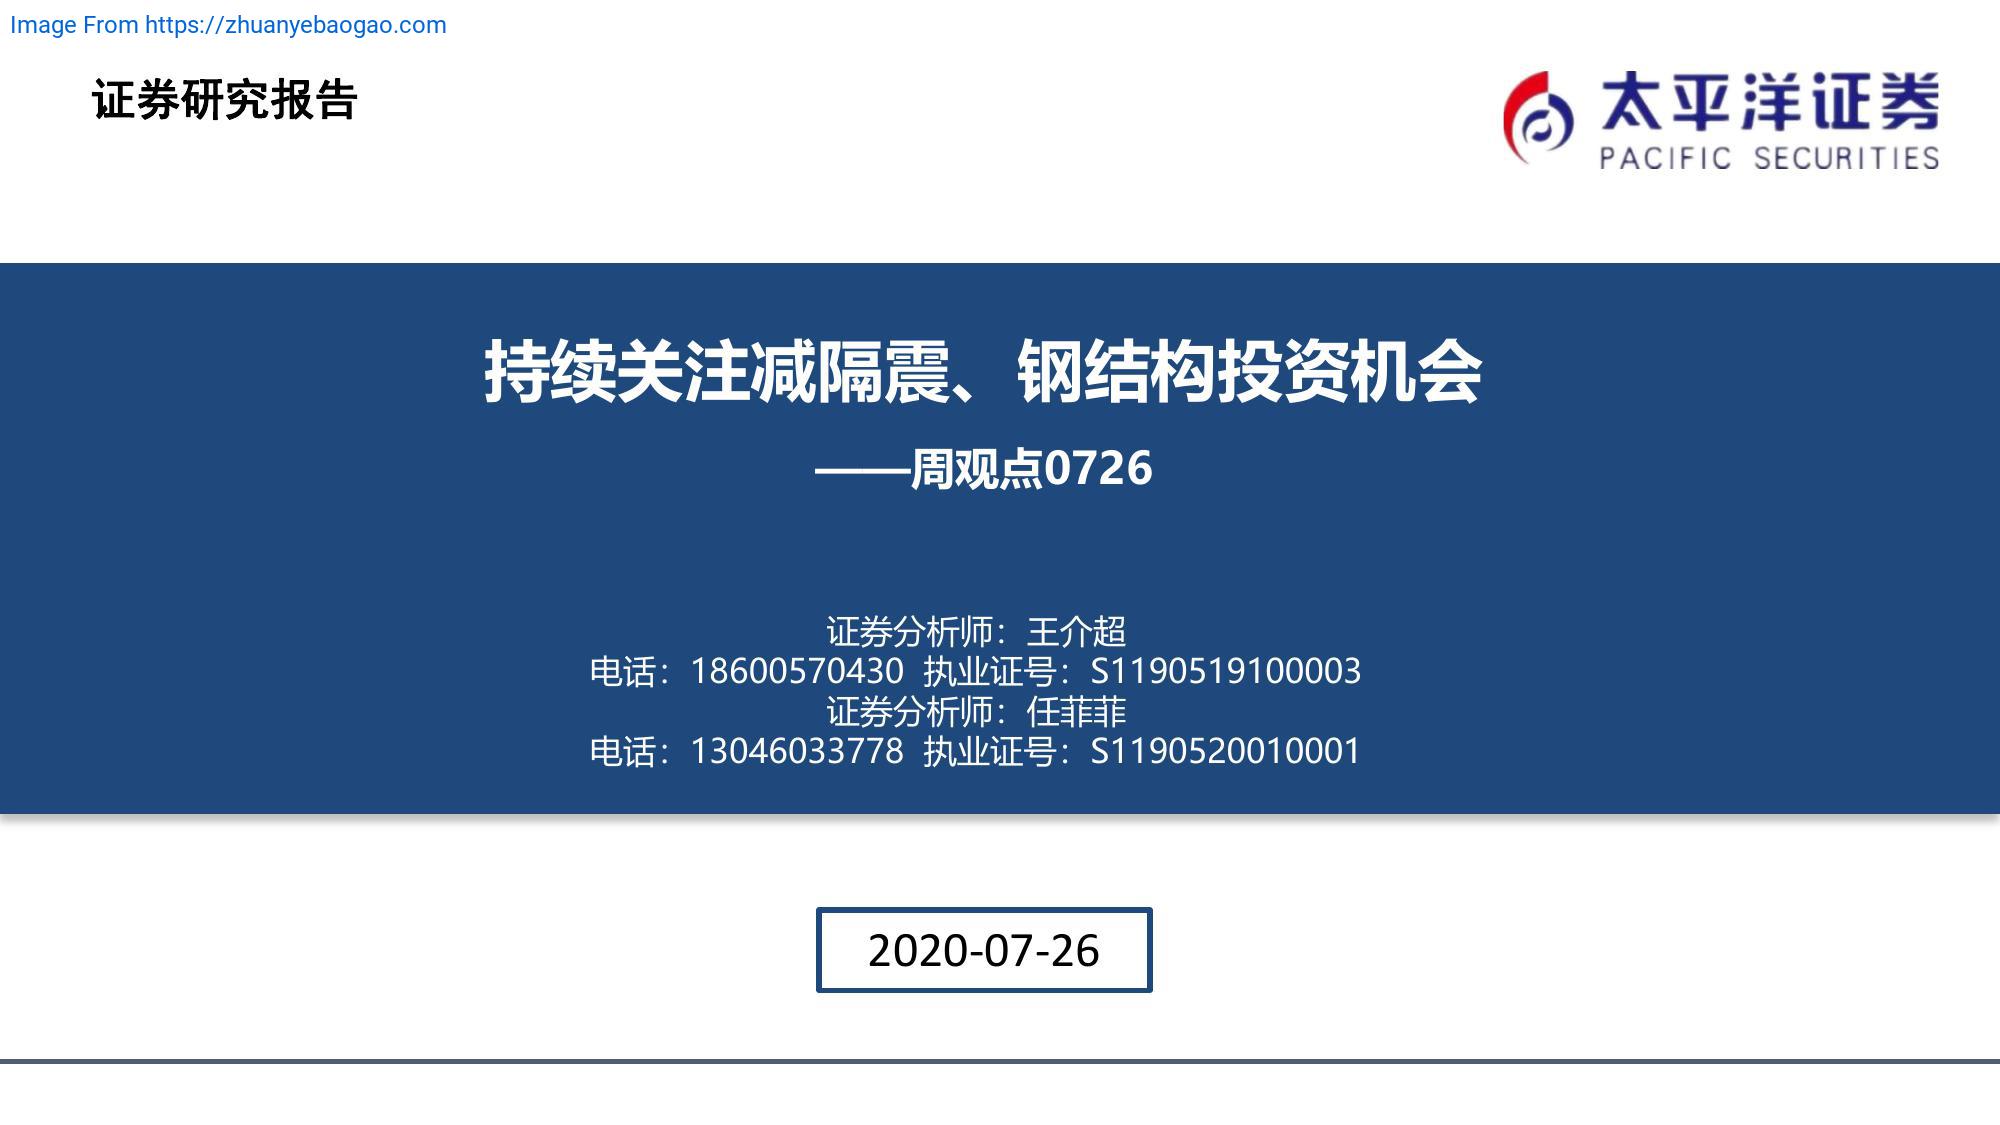 Image From https://zhuanyebaogao.com
证券研究报告
太平洋证券
PACIFIC SECURITIES
持续关注减隔震、钢结构投资机会
——周观点0726
证券分析师：王介超
电话：18600570430 执业证号：S1190519100003
证券分析师：任菲菲
电话：13046033778 执业证号：S1190520010001
2020-07-26